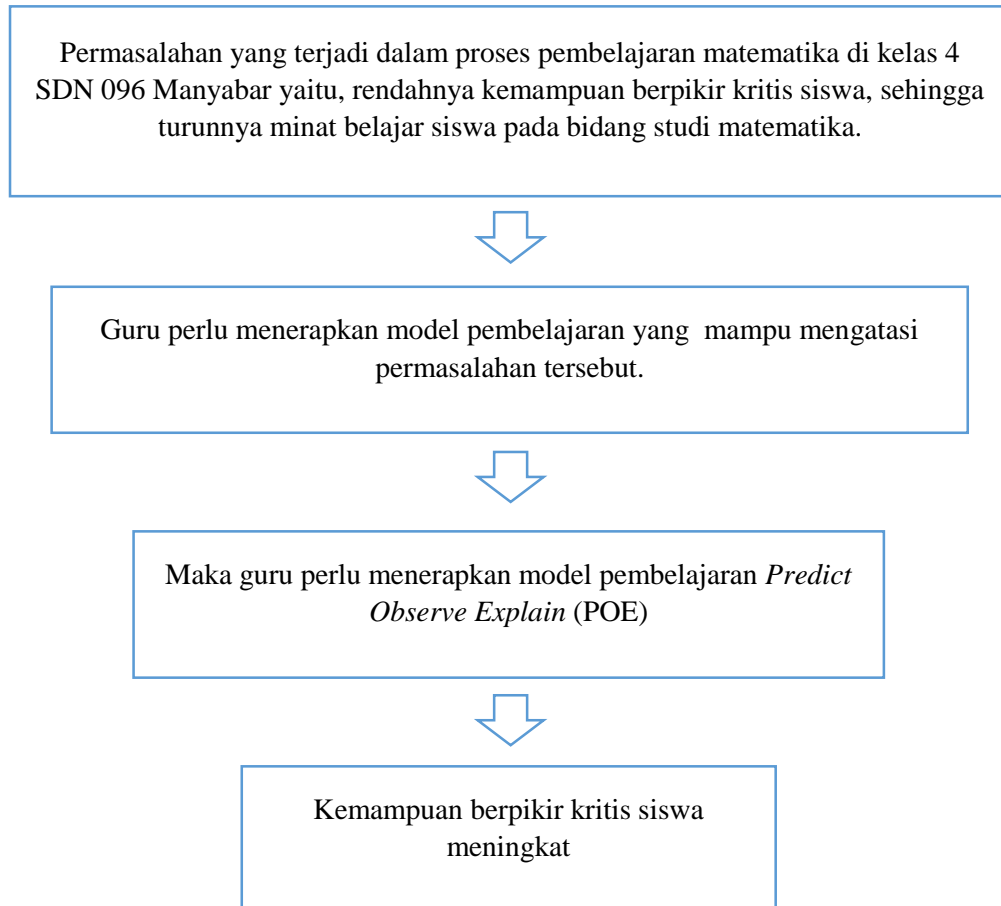 Permasalahan yang terjadi dalam proses pembelajaran matematika di kelas 4
SDN 096 Manyabar yaitu, rendahnya kemampuan berpikir kritis siswa, sehingga
turunnya minat belajar siswa pada bidang studi matematika.
Guru perlu menerapkan model pembelajaran yang mampu mengatasi
permasalahan tersebut.
Maka guru perlu menerapkan model pembelajaran Predict
Observe Explain (POE)
Kemampuan berpikir kritis siswa
meningkat